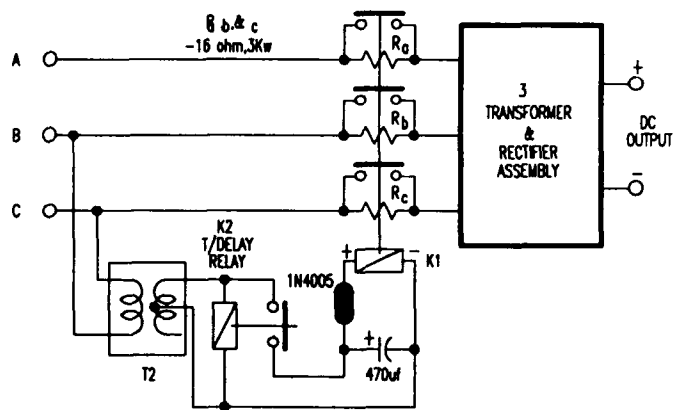 b,& c
-16 ohm,3Kw
A
Ra
B
Rb
C
Rc
3
TRANSFORMER
&
RECTIFIER
ASSEMBLY
+
DC
OUTPUT
-
K2
T/DELAY
RELAY
1N4005
+
-
K1
T2
+
470uf